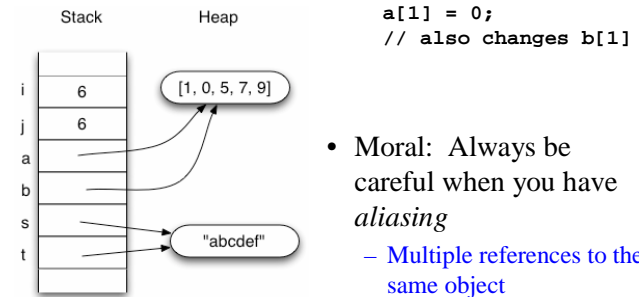 Stack Heap
i 6 [1, 0, 5, 7, 9]
j 6
a
b
s
t "abcdef"
a[1] = 0;
// also changes b[1]
• Moral: Always be
careful when you have
aliasing
– Multiple references to the
same object